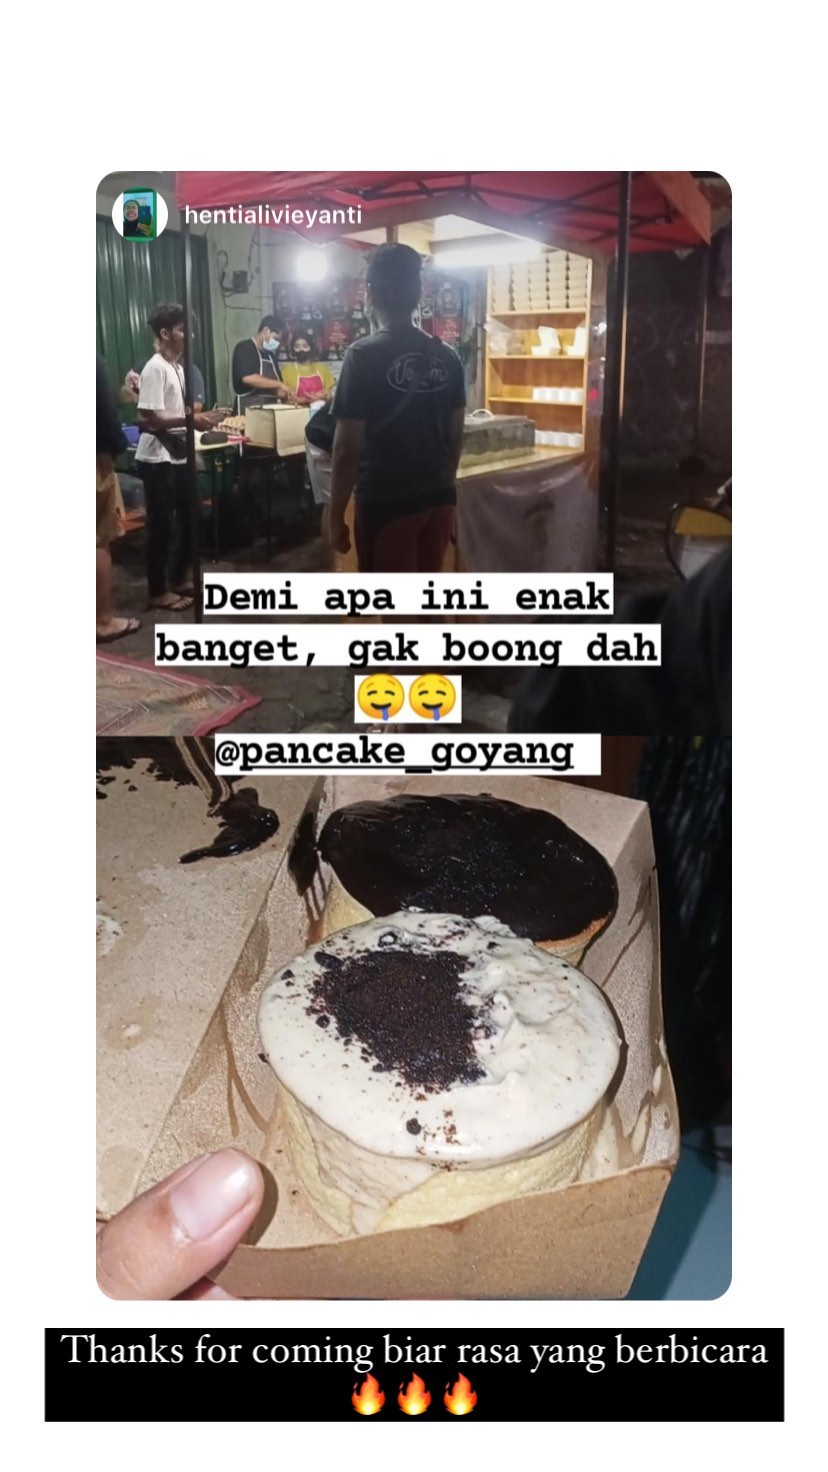 hentialivieyanti
Demi apa ini enak
banget, gak boong dah
🤤🤤
@pancake_goyang
Thanks for coming biar rasa yang berbicara
🔥🔥🔥